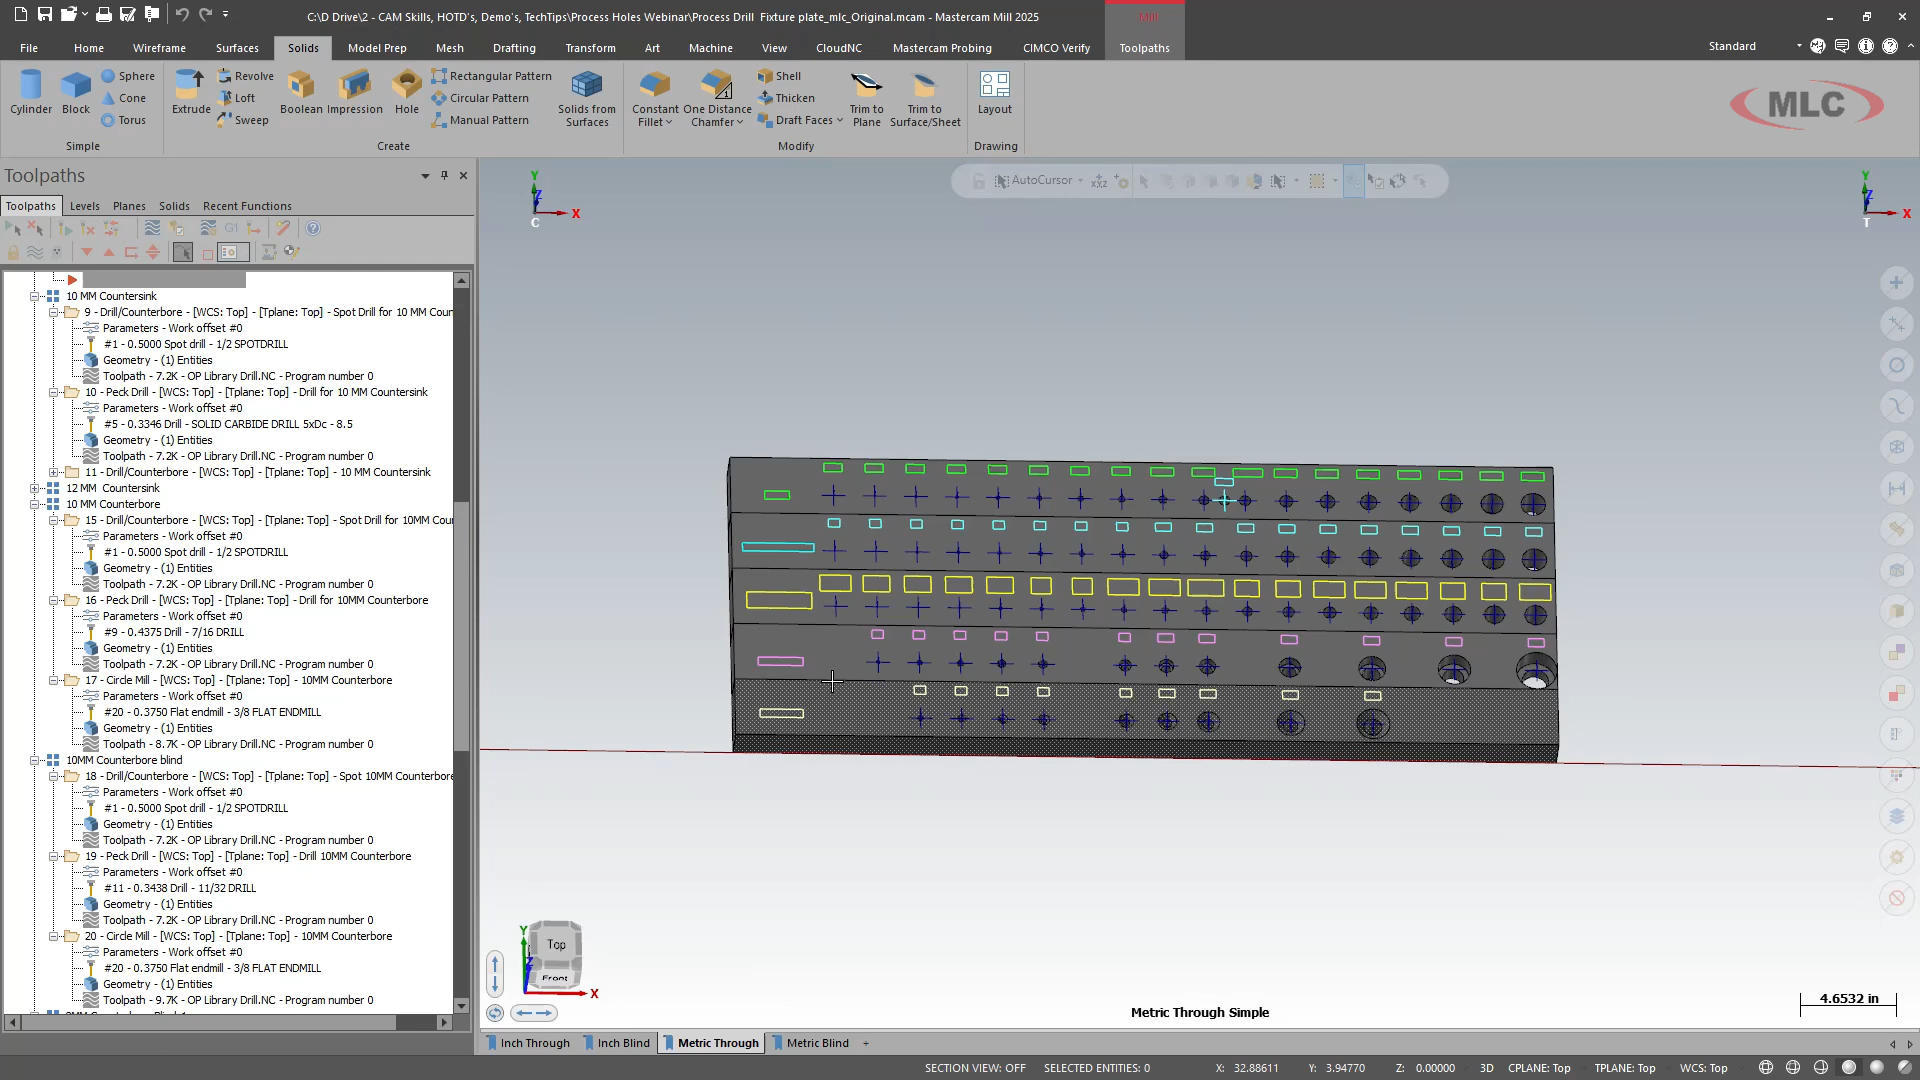 C:\D Drive\2 - CAM Skills, HOTD's, Demo's, TechTips\Process Holes Webinar\Process Drill  Fixture plate_mlc_Original.mcam - Mastercam Mill 2025
Mill
File Home Wireframe Surfaces Solids Model Prep Mesh Drafting Transform Art Machine View CloudNC Mastercam Probing CIMCO Verify Toolpaths Standard
Cylinder Block Sphere Cone Torus
Simple
Extrude Revolve Loft Sweep Boolean Impression Hole Rectangular Pattern Circular Pattern Manual Pattern Solids from Surfaces
Create
Constant Fillet One Distance Chamfer Shell Thicken Draft Faces Trim to Plane Trim to Surface/Sheet
Modify
Layout
Drawing
MLC
Toolpaths
Toolpaths Levels Planes Solids Recent Functions
G1
AutoCursor
10 MM Countersink
9 - Drill/Counterbore - [WCS: Top] - [Tplane: Top] - Spot Drill for 10 MM Coun
Parameters - Work offset #0
#1 - 0.5000 Spot drill - 1/2 SPOTDRILL
Geometry - (1) Entities
Toolpath - 7.2K - OP Library Drill.NC - Program number 0
10 - Peck Drill - [WCS: Top] - [Tplane: Top] - Drill for 10 MM Countersink
Parameters - Work offset #0
#5 - 0.3346 Drill - SOLID CARBIDE DRILL 5xDc - 8.5
Geometry - (1) Entities
Toolpath - 7.2K - OP Library Drill.NC - Program number 0
11 - Drill/Counterbore - [WCS: Top] - [Tplane: Top] - 10 MM Countersink
12 MM  Countersink
10 MM Counterbore
15 - Drill/Counterbore - [WCS: Top] - [Tplane: Top] - Spot Drill for 10MM Cou
Parameters - Work offset #0
#1 - 0.5000 Spot drill - 1/2 SPOTDRILL
Geometry - (1) Entities
Toolpath - 7.2K - OP Library Drill.NC - Program number 0
16 - Peck Drill - [WCS: Top] - [Tplane: Top] - Drill for 10MM Counterbore
Parameters - Work offset #0
#9 - 0.4375 Drill - 7/16 DRILL
Geometry - (1) Entities
Toolpath - 7.2K - OP Library Drill.NC - Program number 0
17 - Circle Mill - [WCS: Top] - [Tplane: Top] - 10MM Counterbore
Parameters - Work offset #0
#20 - 0.3750 Flat endmill - 3/8 FLAT ENDMILL
Geometry - (1) Entities
Toolpath - 8.7K - OP Library Drill.NC - Program number 0
10MM Counterbore blind
18 - Drill/Counterbore - [WCS: Top] - [Tplane: Top] - Spot 10MM Counterbore
Parameters - Work offset #0
#1 - 0.5000 Spot drill - 1/2 SPOTDRILL
Geometry - (1) Entities
Toolpath - 7.2K - OP Library Drill.NC - Program number 0
19 - Peck Drill - [WCS: Top] - [Tplane: Top] - Drill 10MM Counterbore
Parameters - Work offset #0
#11 - 0.3438 Drill - 11/32 DRILL
Geometry - (1) Entities
Toolpath - 7.2K - OP Library Drill.NC - Program number 0
20 - Circle Mill - [WCS: Top] - [Tplane: Top] - 10MM Counterbore
Parameters - Work offset #0
#20 - 0.3750 Flat endmill - 3/8 FLAT ENDMILL
Geometry - (1) Entities
Toolpath - 9.7K - OP Library Drill.NC - Program number 0
Y Z X C
Y Z X T
Y Z X Top Front
4.6532 in
Metric Through Simple
Inch Through Inch Blind Metric Through Metric Blind +
SECTION VIEW: OFF SELECTED ENTITIES: 0 X: 32.88611 Y: 3.94770 Z: 0.00000 3D CPLANE: Top TPLANE: Top WCS: Top